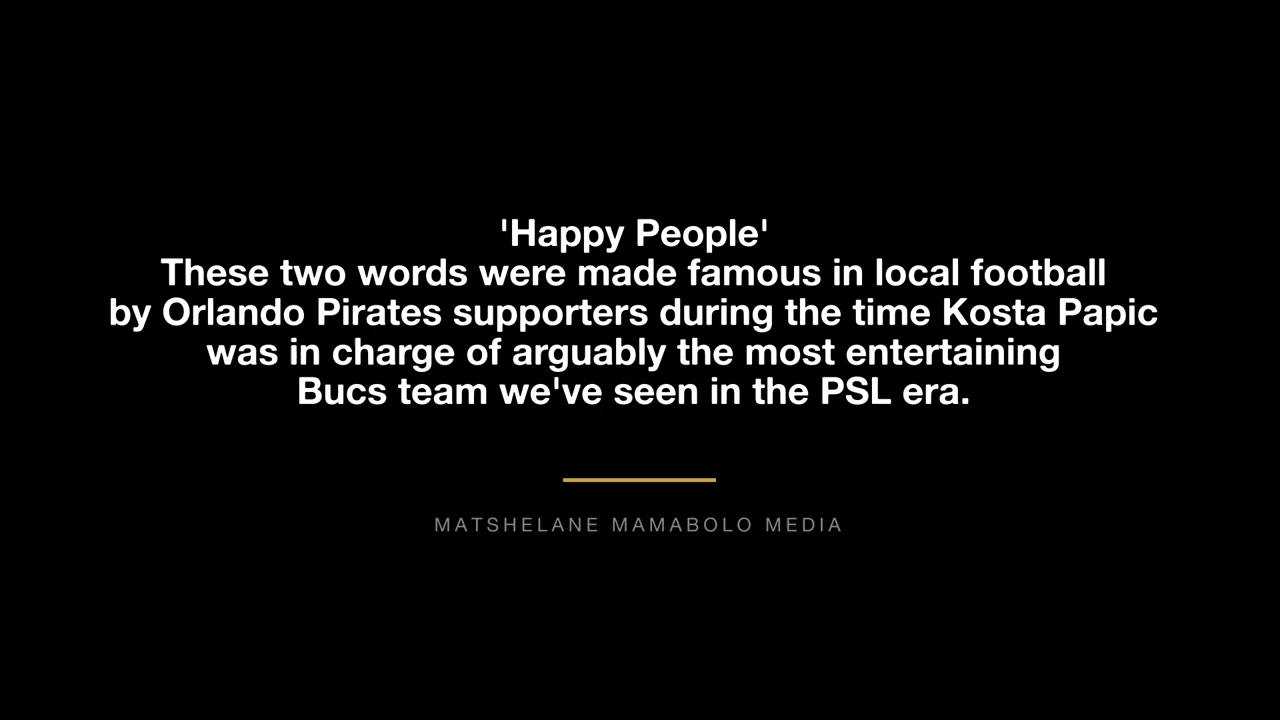 'Happy People'
These two words were made famous in local football
by Orlando Pirates supporters during the time Kosta Papic
was in charge of arguably the most entertaining
Bucs team we've seen in the PSL era.
MATSHELANE MAMABOLO MEDIA